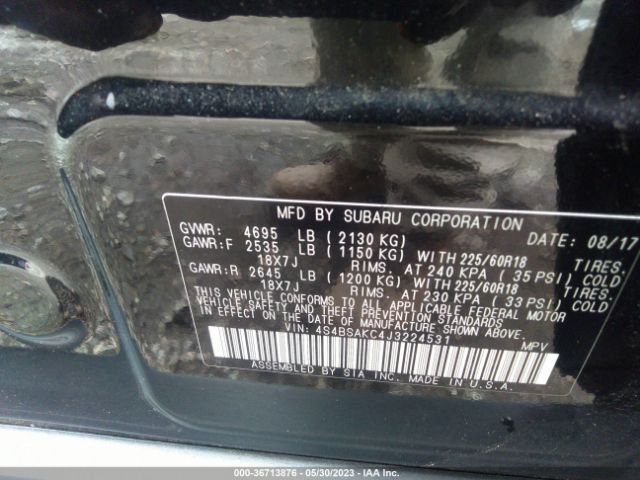 MFD BY SUBARU CORPORATION DATE: 08/17
GVWR: 4695 LB ( 2130 KG)
GAWR:F 2535 LB ( 1150 KG) WITH 225/60R18 TIRES.
18X7J RIMS. AT 240 KPA ( 35 PSI) COLD
GAWR:R 2645 LB ( 1200 KG) WITH 225/60R18 TIRES.
18X7J RIMS. AT 230 KPA ( 33 PSI) COLD
THIS VEHICLE CONFORMS TO ALL APPLICABLE FEDERAL MOTOR
VEHICLE SAFETY AND THEFT PREVENTION STANDARDS
IN EFFECT ON THE DATE OF MANUFACTURE SHOWN ABOVE.
VIN: 4S4BSAKC4J3224531 MPV
ASSEMBLED BY SIA INC. MADE IN U.S.A.
000-36713876 - 05/30/2023 - IAA Inc.